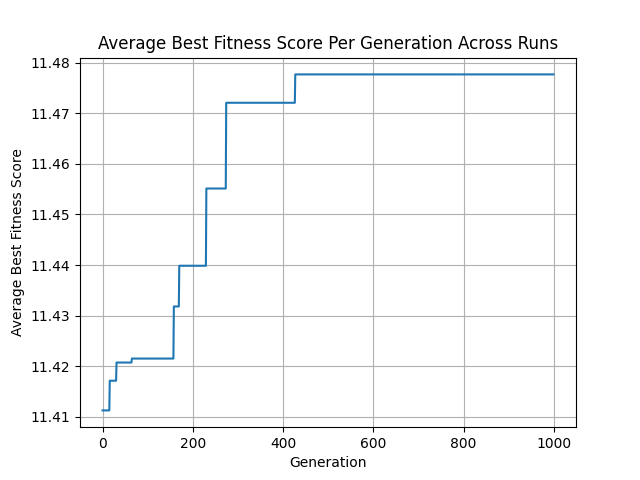 Average Best Fitness Score Per Generation Across Runs
11.48
11.47
11.46
11.45
11.44
11.43
11.42
11.41
Average Best Fitness Score
0 200 400 600 800 1000
Generation